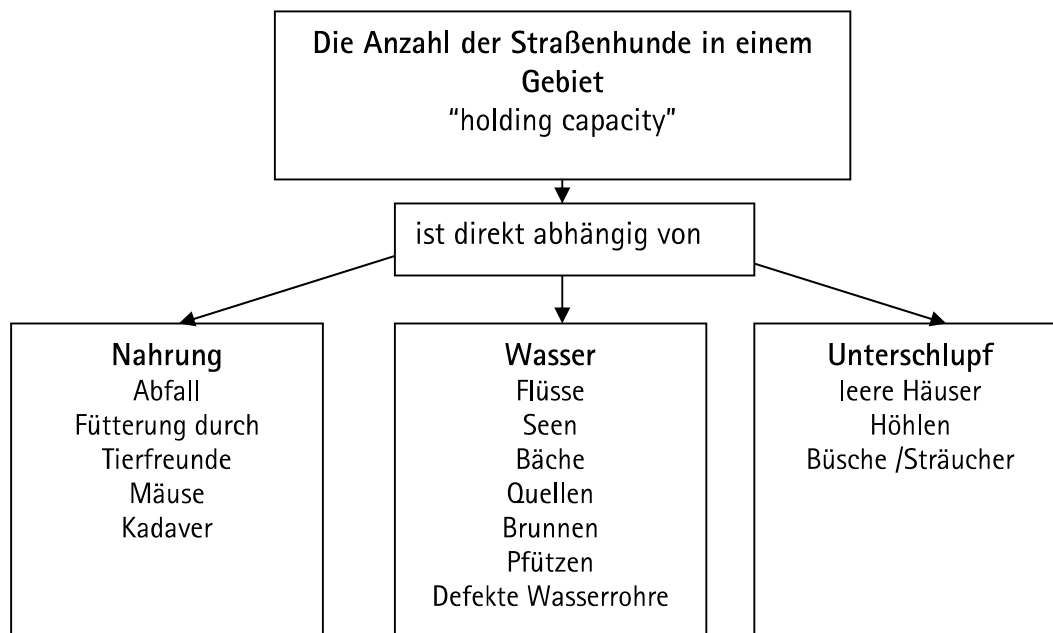 Die Anzahl der Straßenhunde in einem
Gebiet
“holding capacity”
ist direkt abhängig von
Nahrung
Abfall
Fütterung durch
Tierfreunde
Mäuse
Kadaver
Wasser
Flüsse
Seen
Bäche
Quellen
Brunnen
Pfützen
Defekte Wasserrohre
Unterschlupf
leere Häuser
Höhlen
Büsche /Sträucher